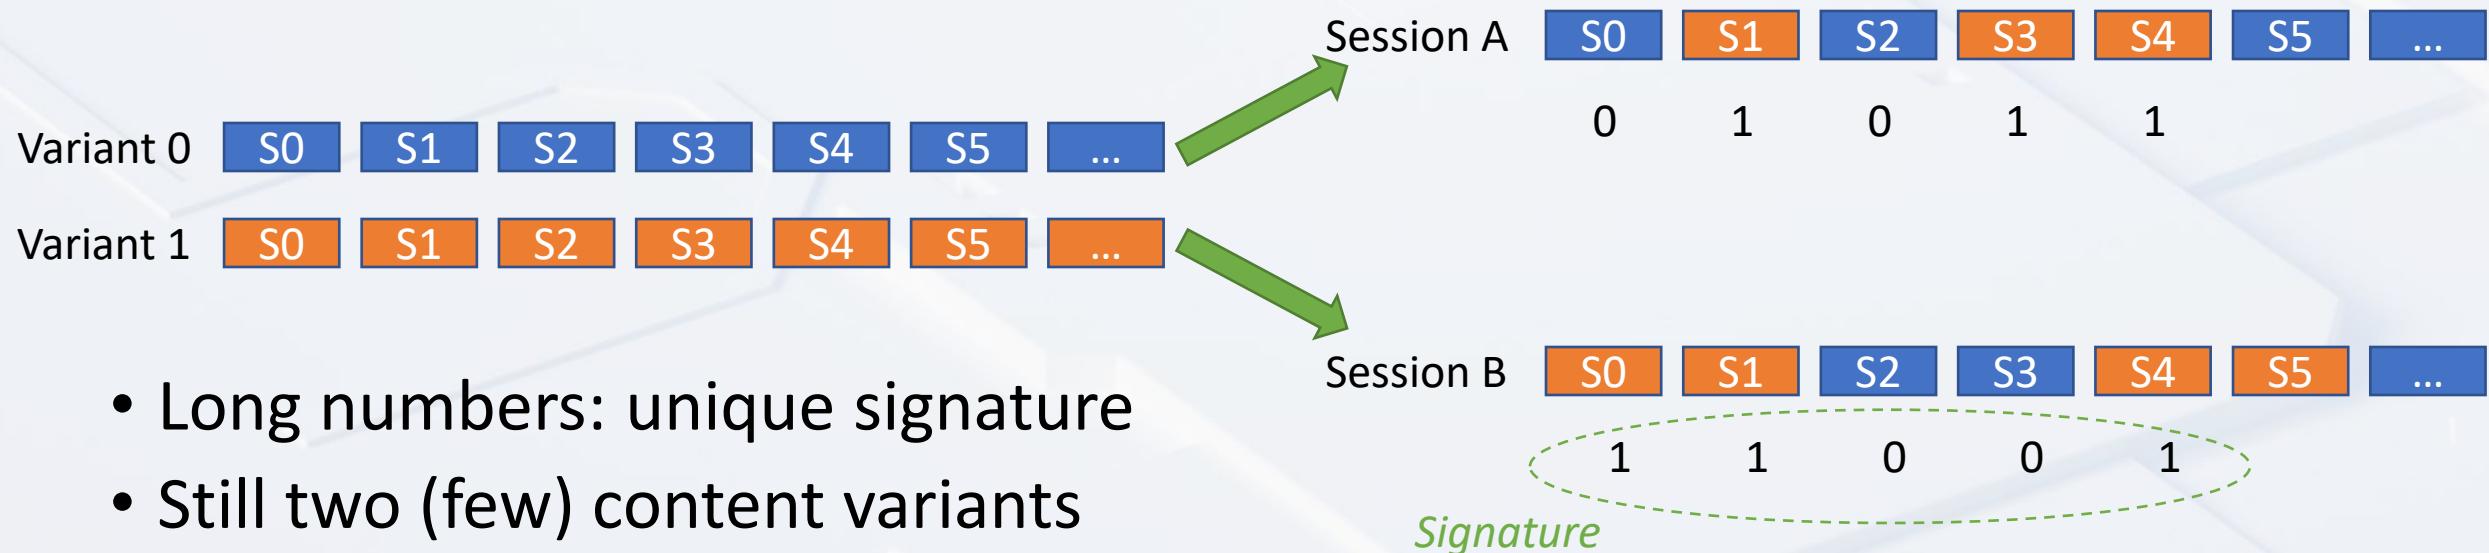 Variant 0 S0 S1 S2 S3 S4 S5 ...
Variant 1 S0 S1 S2 S3 S4 S5 ...
• Long numbers: unique signature
• Still two (few) content variants
Session A S0 S1 S2 S3 S4 S5 ...
0 1 0 1 1
Session B S0 S1 S2 S3 S4 S5 ...
1 1 0 0 1
Signature